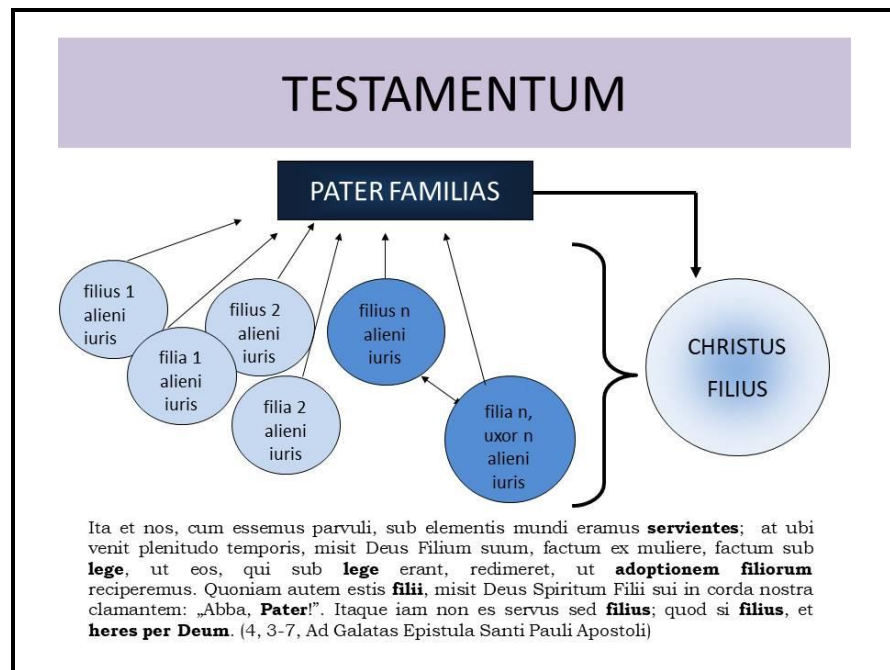 TESTAMENTUM
PATER FAMILIAS
filius 1
alieni
iuris
filia 1
alieni
iuris
filius 2
alieni
iuris
filia 2
alieni
iuris
filius n
alieni
iuris
filia n,
uxor n
alieni
iuris
CHRISTUS
FILIUS
Ita et nos, cum essemus parvuli, sub elementis mundi eramus servientes; at ubi
venit plenitudo temporis, misit Deus Filium suum, factum ex muliere, factum sub
lege, ut eos, qui sub lege erant, redimeret, ut adoptionem filiorum
reciperemus. Quoniam autem estis filii, misit Deus Spiritum Filii sui in corda nostra
clamantem: „Abba, Pater!”. Itaque iam non es servus sed filius; quod si filius, et
heres per Deum. (4, 3-7, Ad Galatas Epistula Santi Pauli Apostoli)